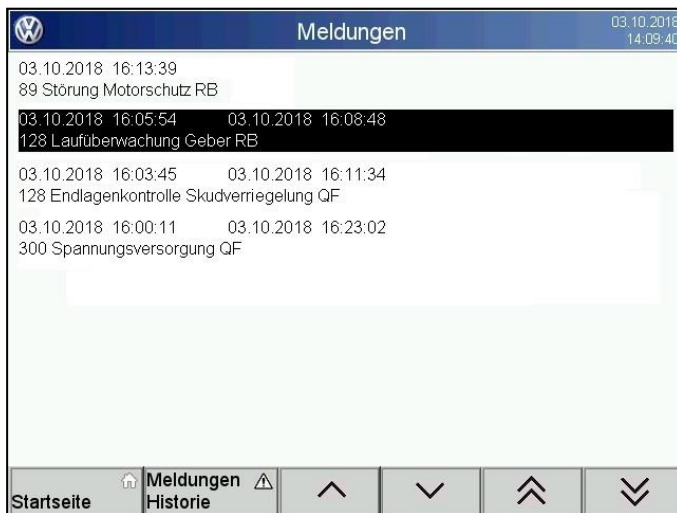 Meldungen
03.10.2018
14:09:40
03.10.2018 16:13:39
89 Störung Motorschutz RB
03.10.2018 16:05:54 03.10.2018 16:08:48
128 Laufüberwachung Geber RB
03.10.2018 16:03:45 03.10.2018 16:11:34
128 Endlagenkontrolle Skudverriegelung QF
03.10.2018 16:00:11 03.10.2018 16:23:02
300 Spannungsversorgung QF
Startseite
Meldungen
Historie